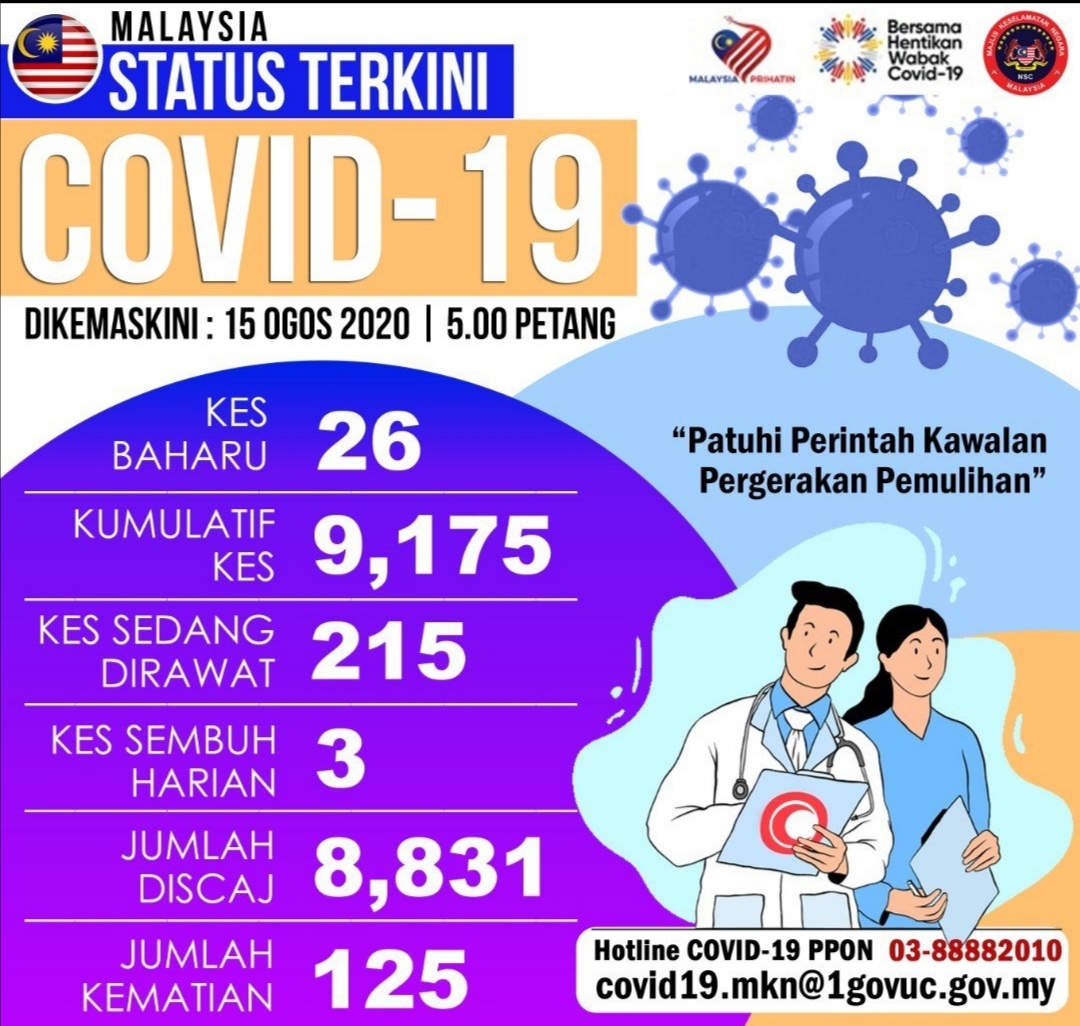 MALAYSIA
STATUS TERKINI
COVID-19
DIKEMASKINI : 15 OGOS 2020 | 5.00 PETANG
MALAYSIA PRIHATIN
Bersama
Hentikan
Wabak
Covid-19
MAJLIS KESELAMATAN NEGARA
NSC
MALAYSIA
KES
BAHARU 26
KUMULATIF
KES 9,175
KES SEDANG
DIRAWAT 215
KES SEMBUH
HARIAN 3
JUMLAH
DISCAJ 8,831
JUMLAH
KEMATIAN 125
“Patuhi Perintah Kawalan
Pergerakan Pemulihan”
Hotline COVID-19 PPON 03-88882010
covid19.mkn@1govuc.gov.my